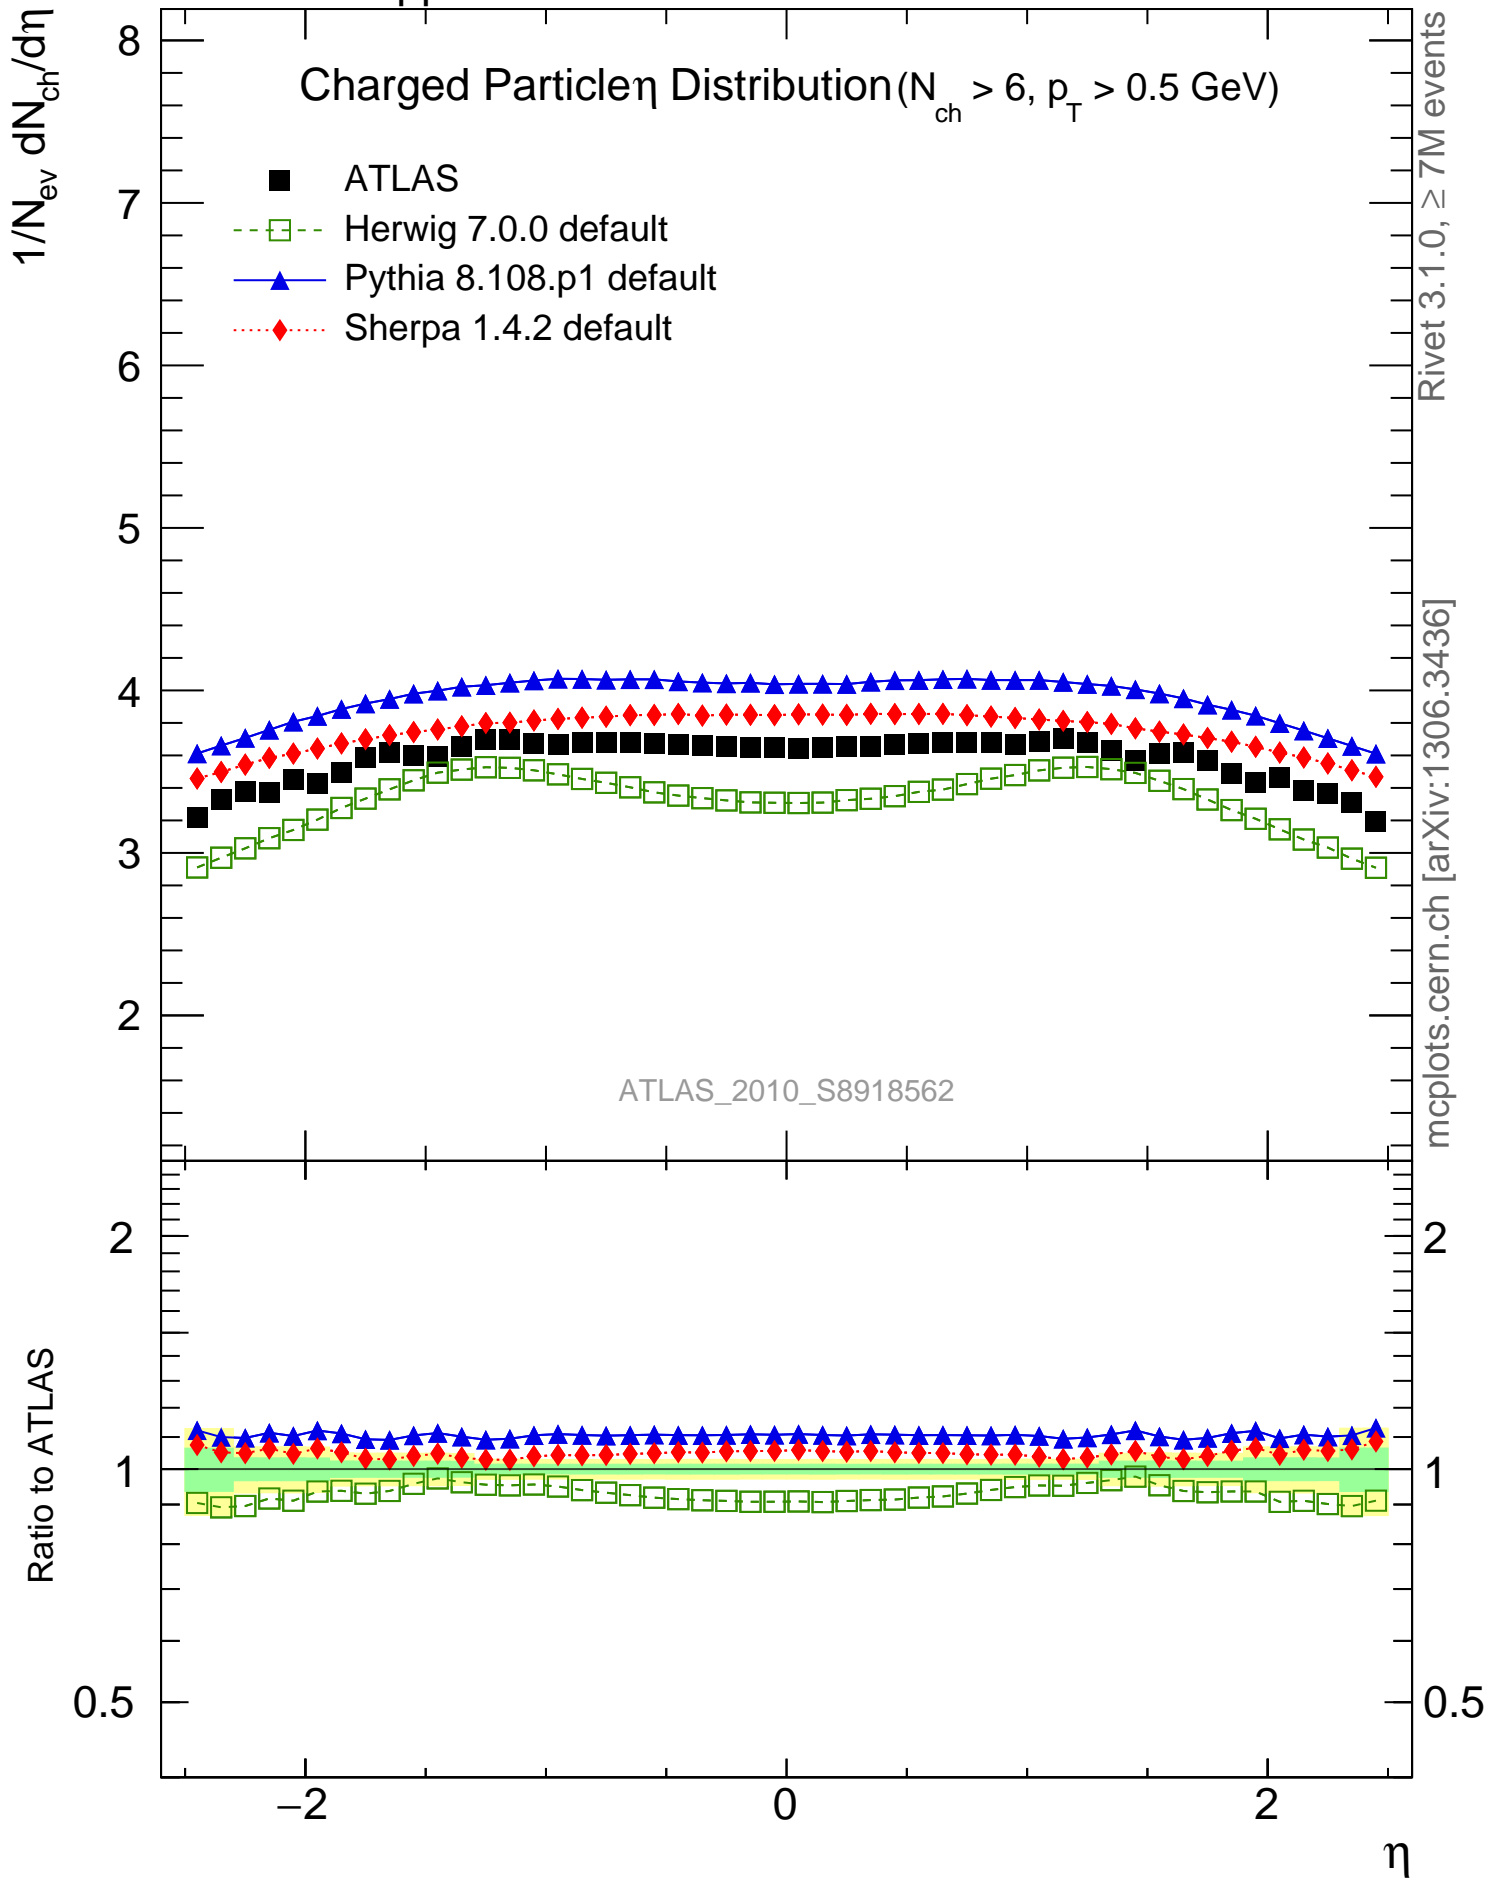 1/N_ev dN_ch/dη
Charged Particleη Distribution (N_ch > 6, p_T > 0.5 GeV)
ATLAS
Herwig 7.0.0 default
Pythia 8.108.p1 default
Sherpa 1.4.2 default
8
7
6
5
4
3
2
ATLAS_2010_S8918562
Rivet 3.1.0, ≥ 7M events
mcplots.cern.ch [arXiv:1306.3436]
Ratio to ATLAS
2
1
0.5
2
1
0.5
−2
0
2
η